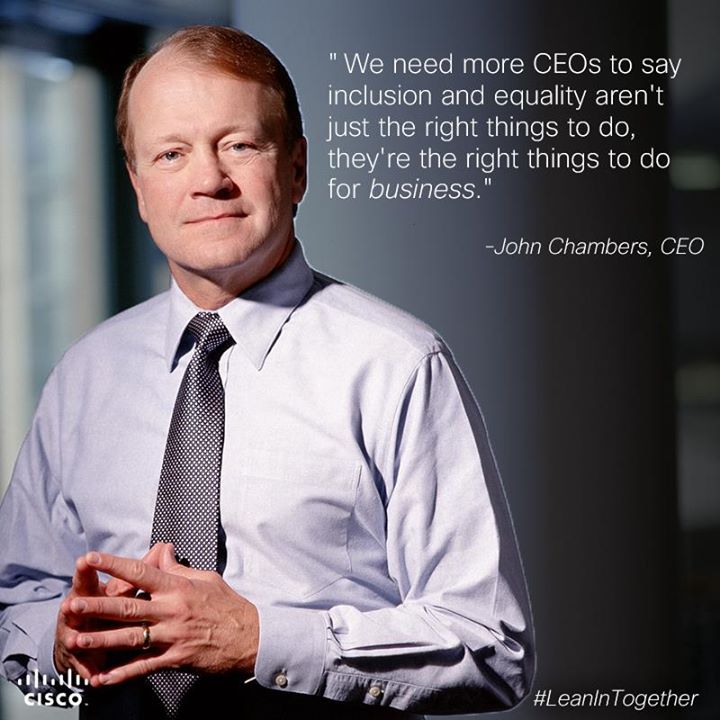 " We need more CEOs to say
inclusion and equality aren't
just the right things to do,
they're the right things to do
for business."
-John Chambers, CEO
CISCO
#LeanInTogether